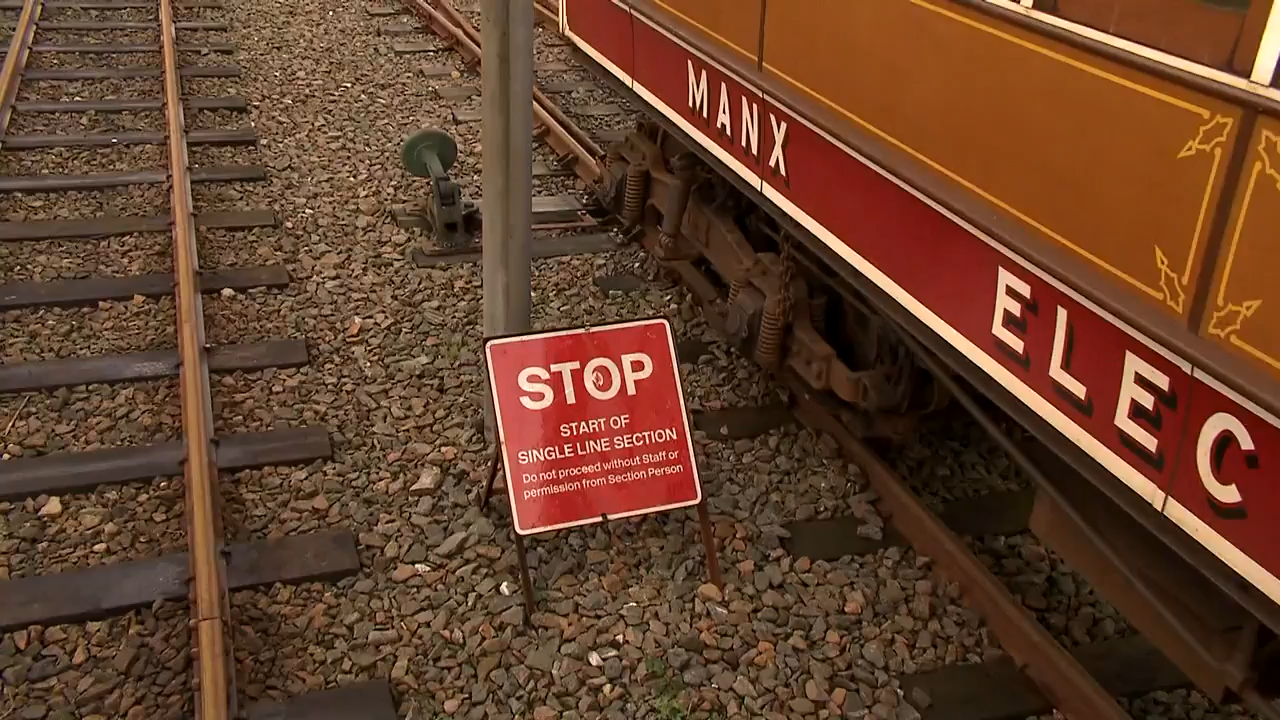 MANX ELEC
STOP
START OF
SINGLE LINE SECTION
Do not proceed without Staff or
permission from Section Person